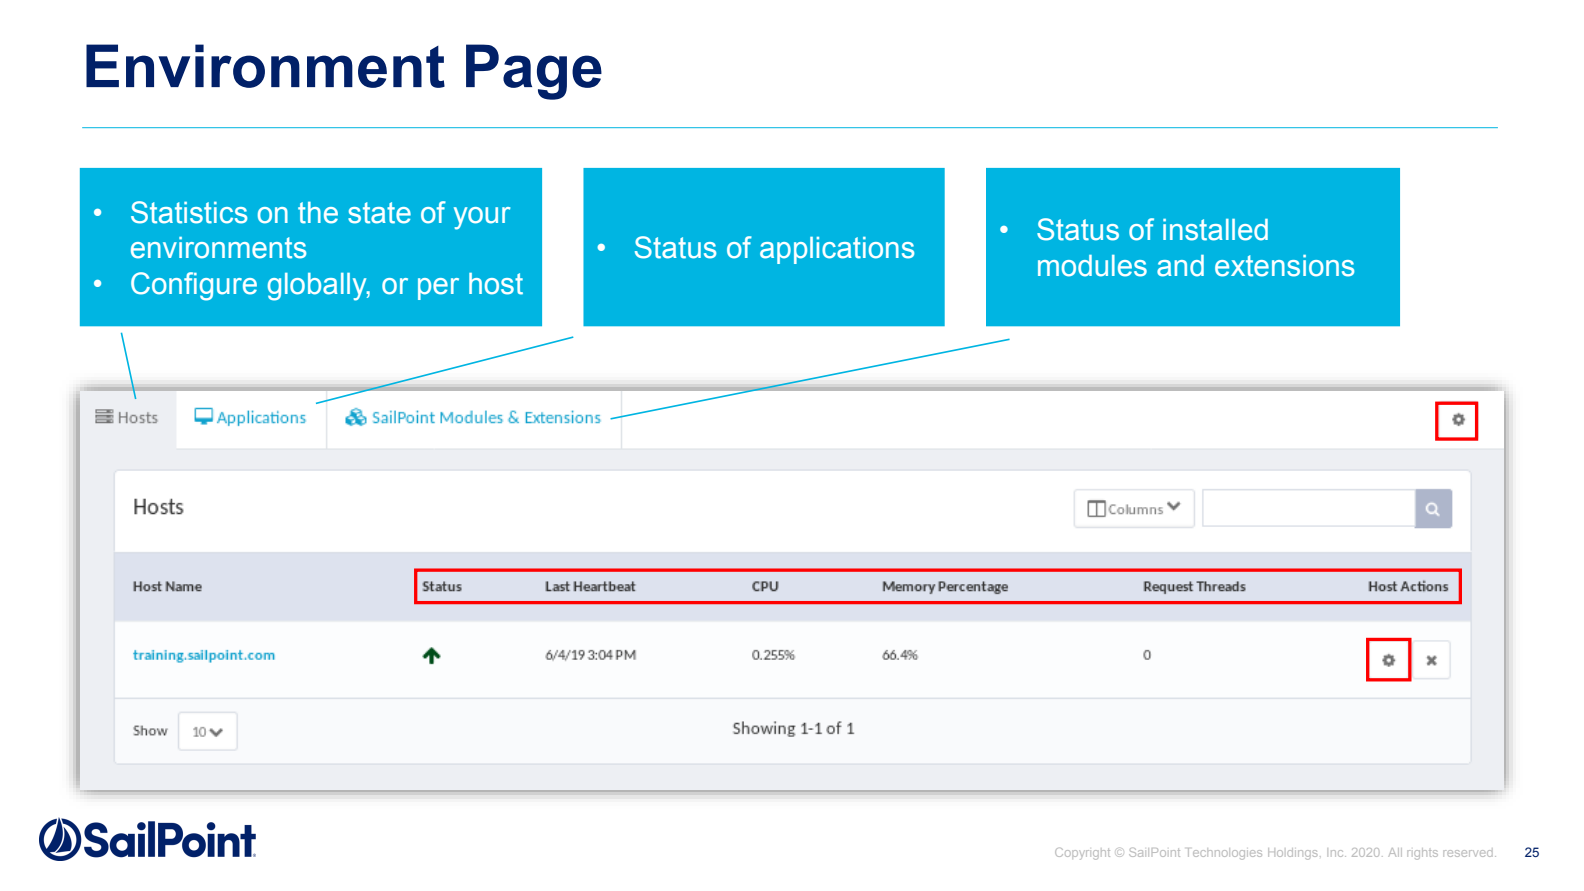 Environment Page
• Statistics on the state of your
environments
• Configure globally, or per host
• Status of applications
• Status of installed
modules and extensions
Hosts
Applications
SailPoint Modules & Extensions
Hosts
Columns
Host Name Status Last Heartbeat CPU Memory Percentage Request Threads Host Actions
training.sailpoint.com 6/4/19 3:04 PM 0.255% 66.4% 0
Show 10 Showing 1-1 of 1
SailPoint
Copyright © SailPoint Technologies Holdings, Inc. 2020. All rights reserved. 25